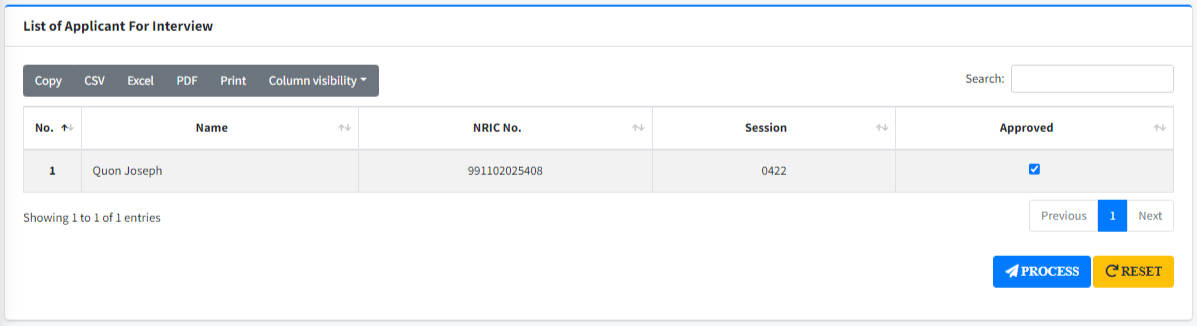 List of Applicant For Interview
Copy CSV Excel PDF Print Column visibility
Search:
No. Name NRIC No. Session Approved
1 Quon Joseph 991102025408 0422
Showing 1 to 1 of 1 entries
Previous 1 Next
PROCESS RESET